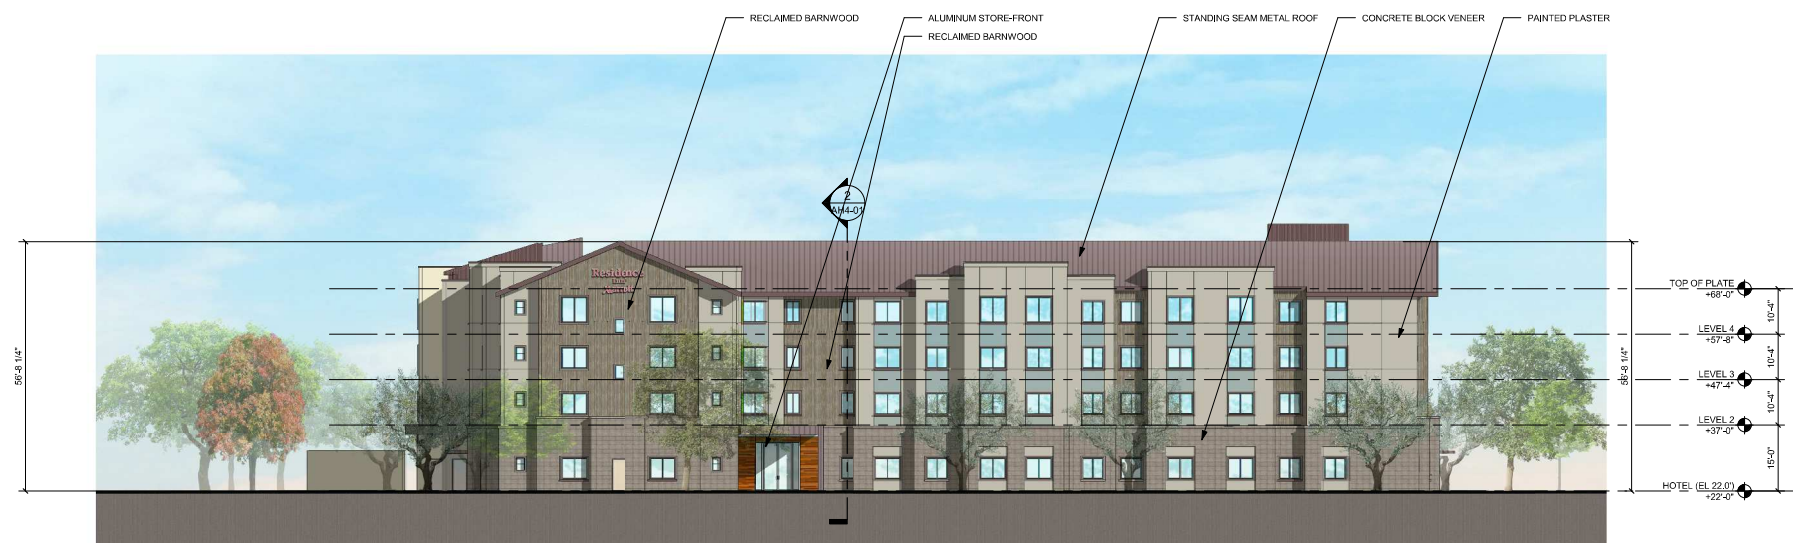 RECLAIMED BARNWOOD
ALUMINUM STORE-FRONT
RECLAIMED BARNWOOD
STANDING SEAM METAL ROOF
CONCRETE BLOCK VENEER
PAINTED PLASTER
2
AH4-01
Residence
Inn
56'-8 1/4"
56'-8 1/4"
TOP OF PLATE
+68'-0"
10'-4"
LEVEL 4
+57'-8"
10'-4"
LEVEL 3
+47'-4"
10'-4"
LEVEL 2
+37'-0"
15'-0"
HOTEL (EL 22.0')
+22'-0"